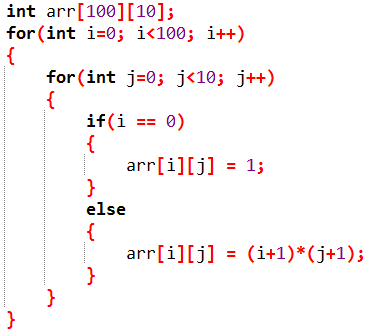 int arr[100][10];
for(int i=0; i<100; i++)
{
    for(int j=0; j<10; j++)
    {
        if(i == 0)
        {
            arr[i][j] = 1;
        }
        else
        {
            arr[i][j] = (i+1)*(j+1);
        }
    }
}